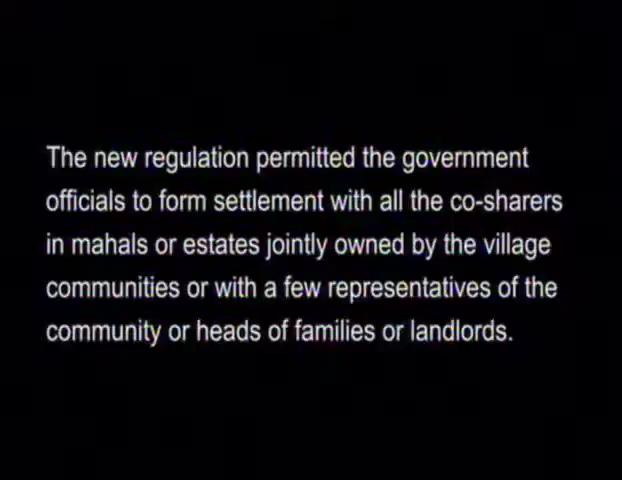 The new regulation permitted the government
officials to form settlement with all the co-sharers
in mahals or estates jointly owned by the village
communities or with a few representatives of the
community or heads of families or landlords.